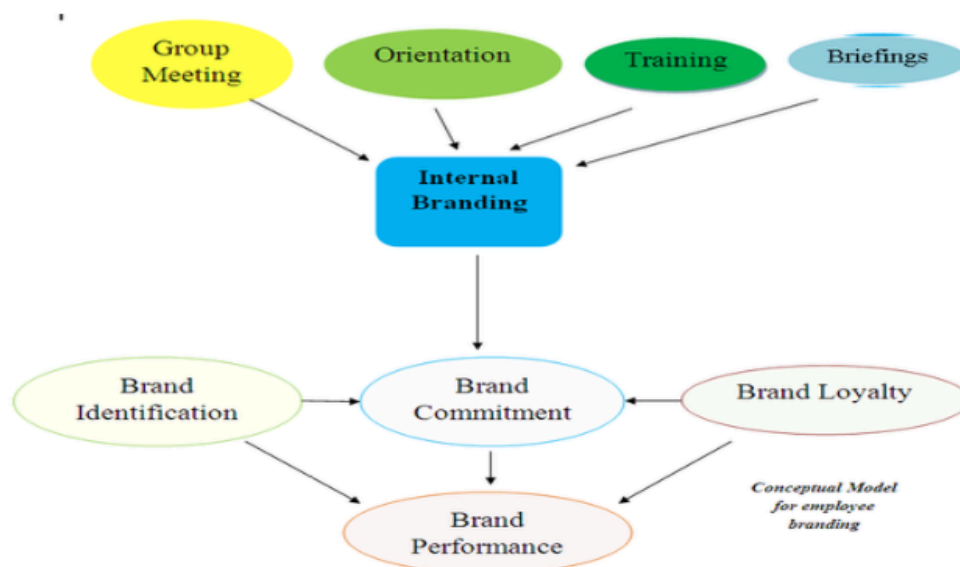 Group
Meeting
Orientation
Training
Briefings
Internal
Branding
Brand
Identification
Brand
Commitment
Brand Loyalty
Brand
Performance
Conceptual Model
for employee
branding